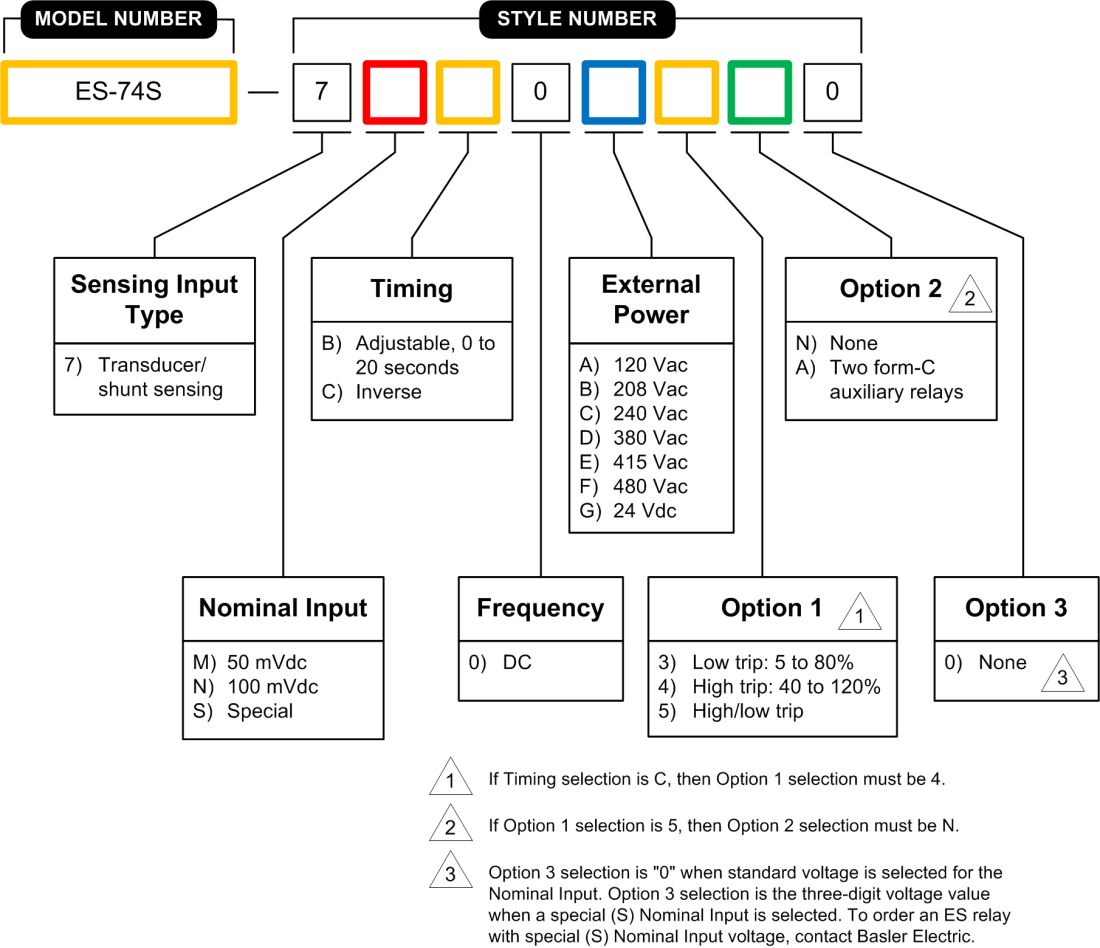 MODEL NUMBER
STYLE NUMBER
ES-74S
7
0
0
Sensing Input
Type
7) Transducer/
shunt sensing
Timing
B) Adjustable, 0 to
20 seconds
C) Inverse
External
Power
A) 120 Vac
B) 208 Vac
C) 240 Vac
D) 380 Vac
E) 415 Vac
F) 480 Vac
G) 24 Vdc
Option 2
2
N) None
A) Two form-C
auxiliary relays
Nominal Input
M) 50 mVdc
N) 100 mVdc
S) Special
Frequency
0) DC
Option 1
1
3) Low trip: 5 to 80%
4) High trip: 40 to 120%
5) High/low trip
Option 3
0) None
3
1 If Timing selection is C, then Option 1 selection must be 4.
2 If Option 1 selection is 5, then Option 2 selection must be N.
3 Option 3 selection is "0" when standard voltage is selected for the
Nominal Input. Option 3 selection is the three-digit voltage value
when a special (S) Nominal Input is selected. To order an ES relay
with special (S) Nominal Input voltage, contact Basler Electric.